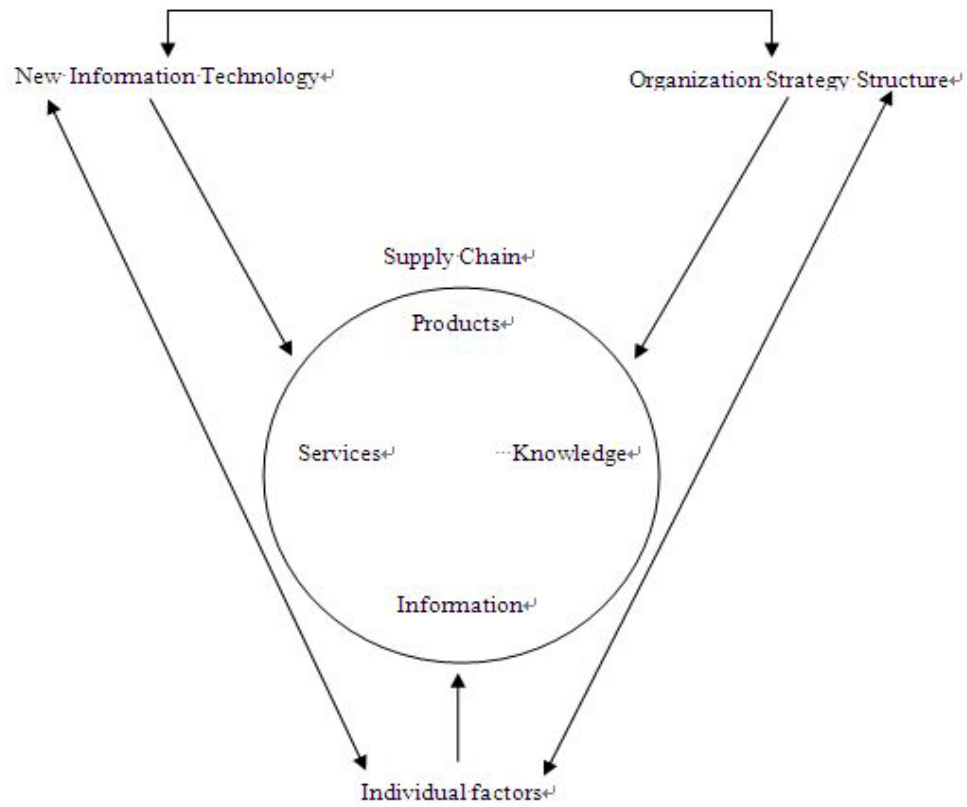 New Information Technology
Organization Strategy Structure
Supply Chain
Products
Services
Knowledge
Information
Individual factors